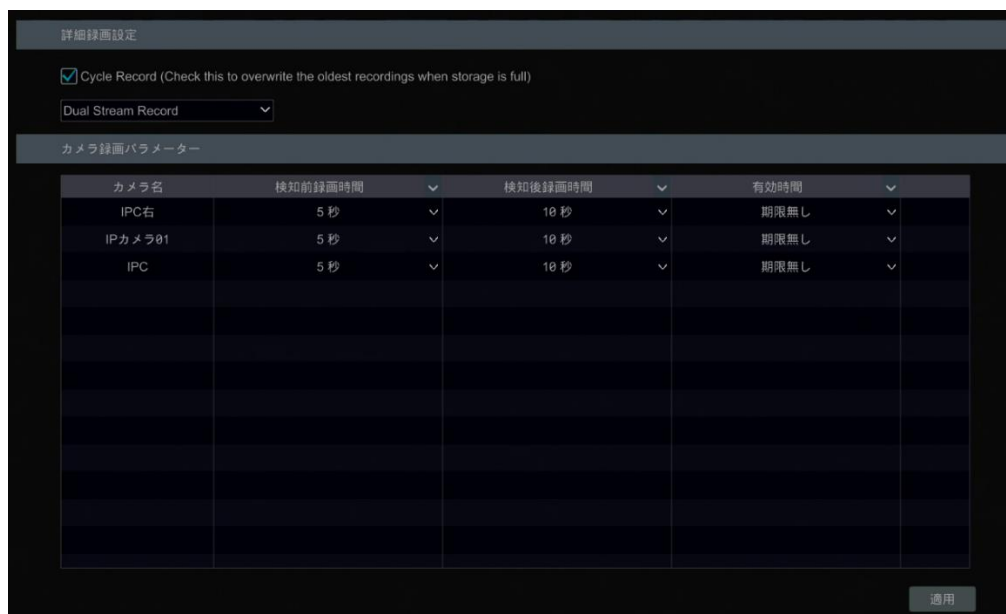 詳細録画設定
Cycle Record (Check this to overwrite the oldest recordings when storage is full)
Dual Stream Record
カメラ録画パラメーター
カメラ名 検知前録画時間 検知後録画時間 有効時間
IPC右 5 秒 10 秒 期限無し
IPカメラ01 5 秒 10 秒 期限無し
IPC 5 秒 10 秒 期限無し
適用